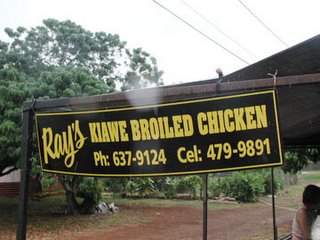 Ray's KIAWE BROILED CHICKEN
Ph: 637-9124 Cel: 479-9891